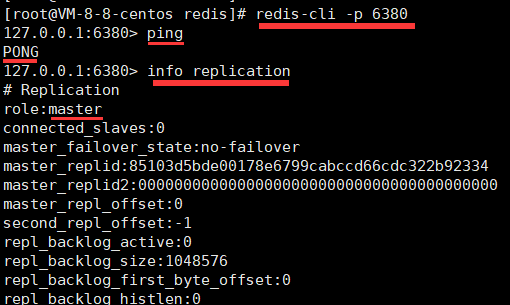 [root@VM-8-8-centos redis]# redis-cli -p 6380
127.0.0.1:6380> ping
PONG
127.0.0.1:6380> info replication
# Replication
role:master
connected_slaves:0
master_failover_state:no-failover
master_replid:85103d5bde00178e6799cabccd66cdc322b92334
master_replid2:0000000000000000000000000000000000000000
master_repl_offset:0
second_repl_offset:-1
repl_backlog_active:0
repl_backlog_size:1048576
repl_backlog_first_byte_offset:0
repl_backlog_histlen:0